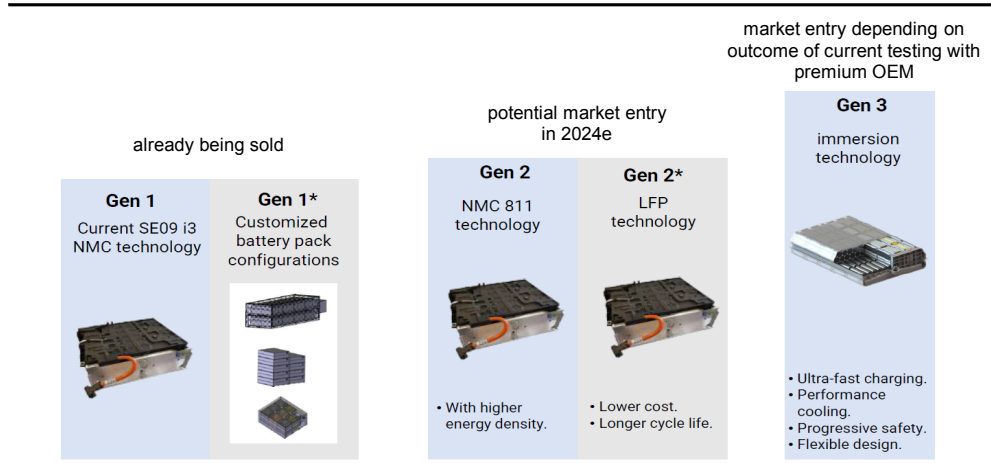 already being sold
Gen 1
Current SE09 i3
NMC technology
Gen 1*
Customized
battery pack
configurations
potential market entry
in 2024e
Gen 2
NMC 811
technology
• With higher
energy density.
Gen 2*
LFP
technology
• Lower cost.
• Longer cycle life.
market entry depending on
outcome of current testing with
premium OEM
Gen 3
immersion
technology
• Ultra-fast charging.
• Performance
cooling.
• Progressive safety.
• Flexible design.